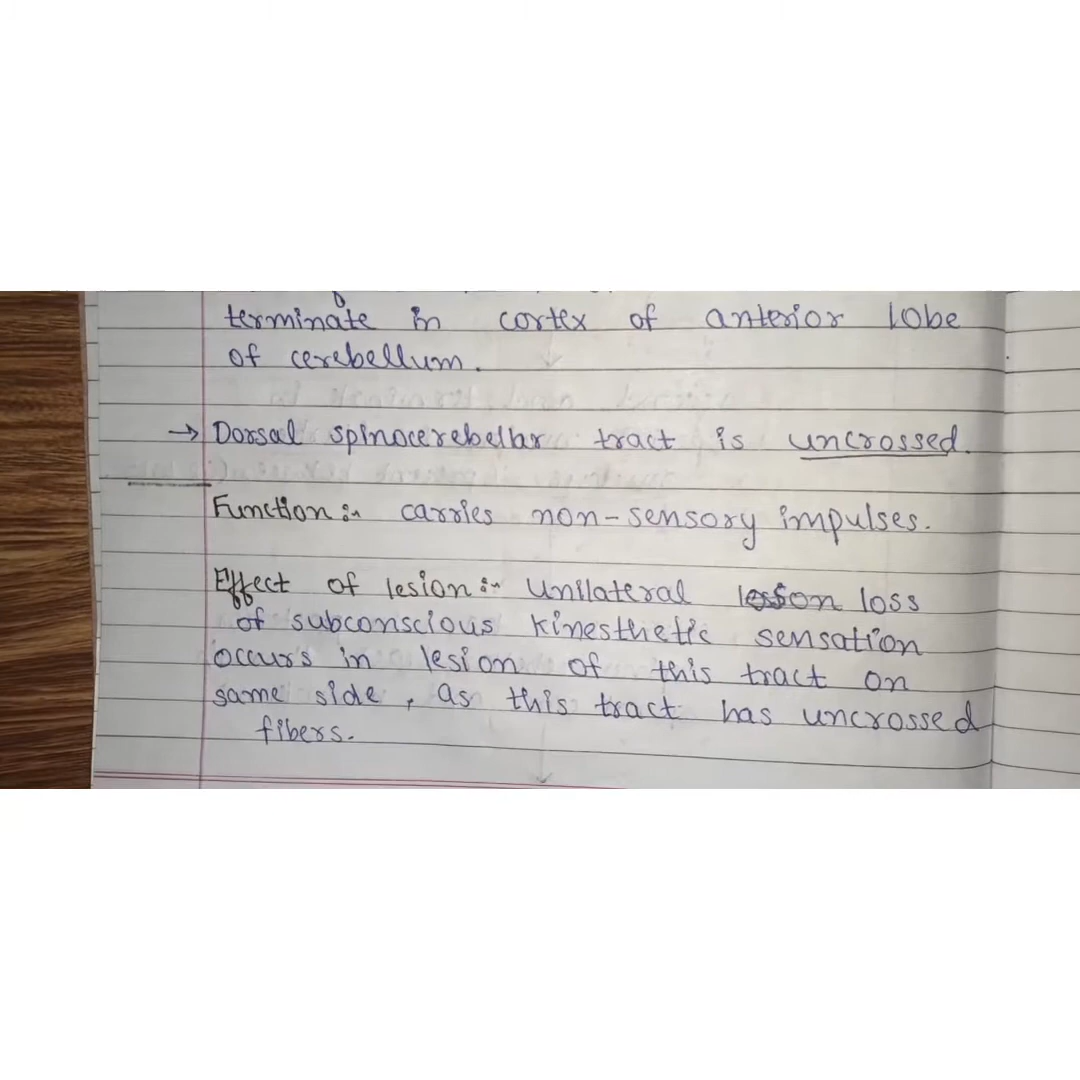 terminate in cortex of anterior lobe
of cerebellum.
→ Dorsal spinocerebellar tract is uncrossed.
Function:- carries non-sensory impulses.
Effect of lesion:- Unilateral loss
of subconscious kinesthetic sensation
occurs in lesion of this tract on
same side, as this tract has uncrossed
fibers.